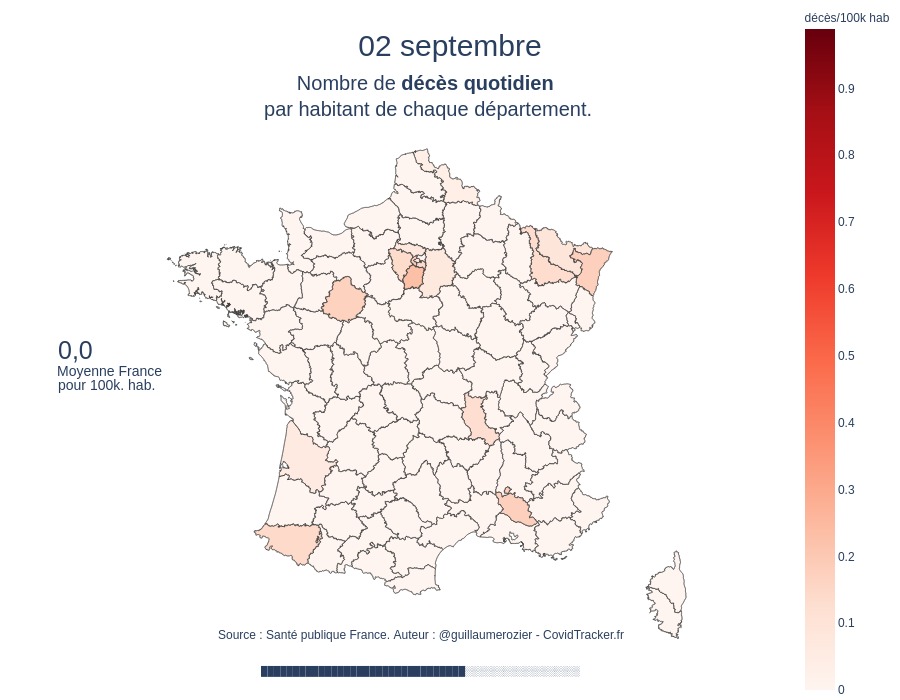 décès/100k hab
02 septembre
Nombre de décès quotidien
par habitant de chaque département.
0.9
0.8
0.7
0.6
0.5
0.4
0.3
0.2
0.1
0
0,0
Moyenne France
pour 100k. hab.
Source : Santé publique France. Auteur : @guillaumerozier - CovidTracker.fr